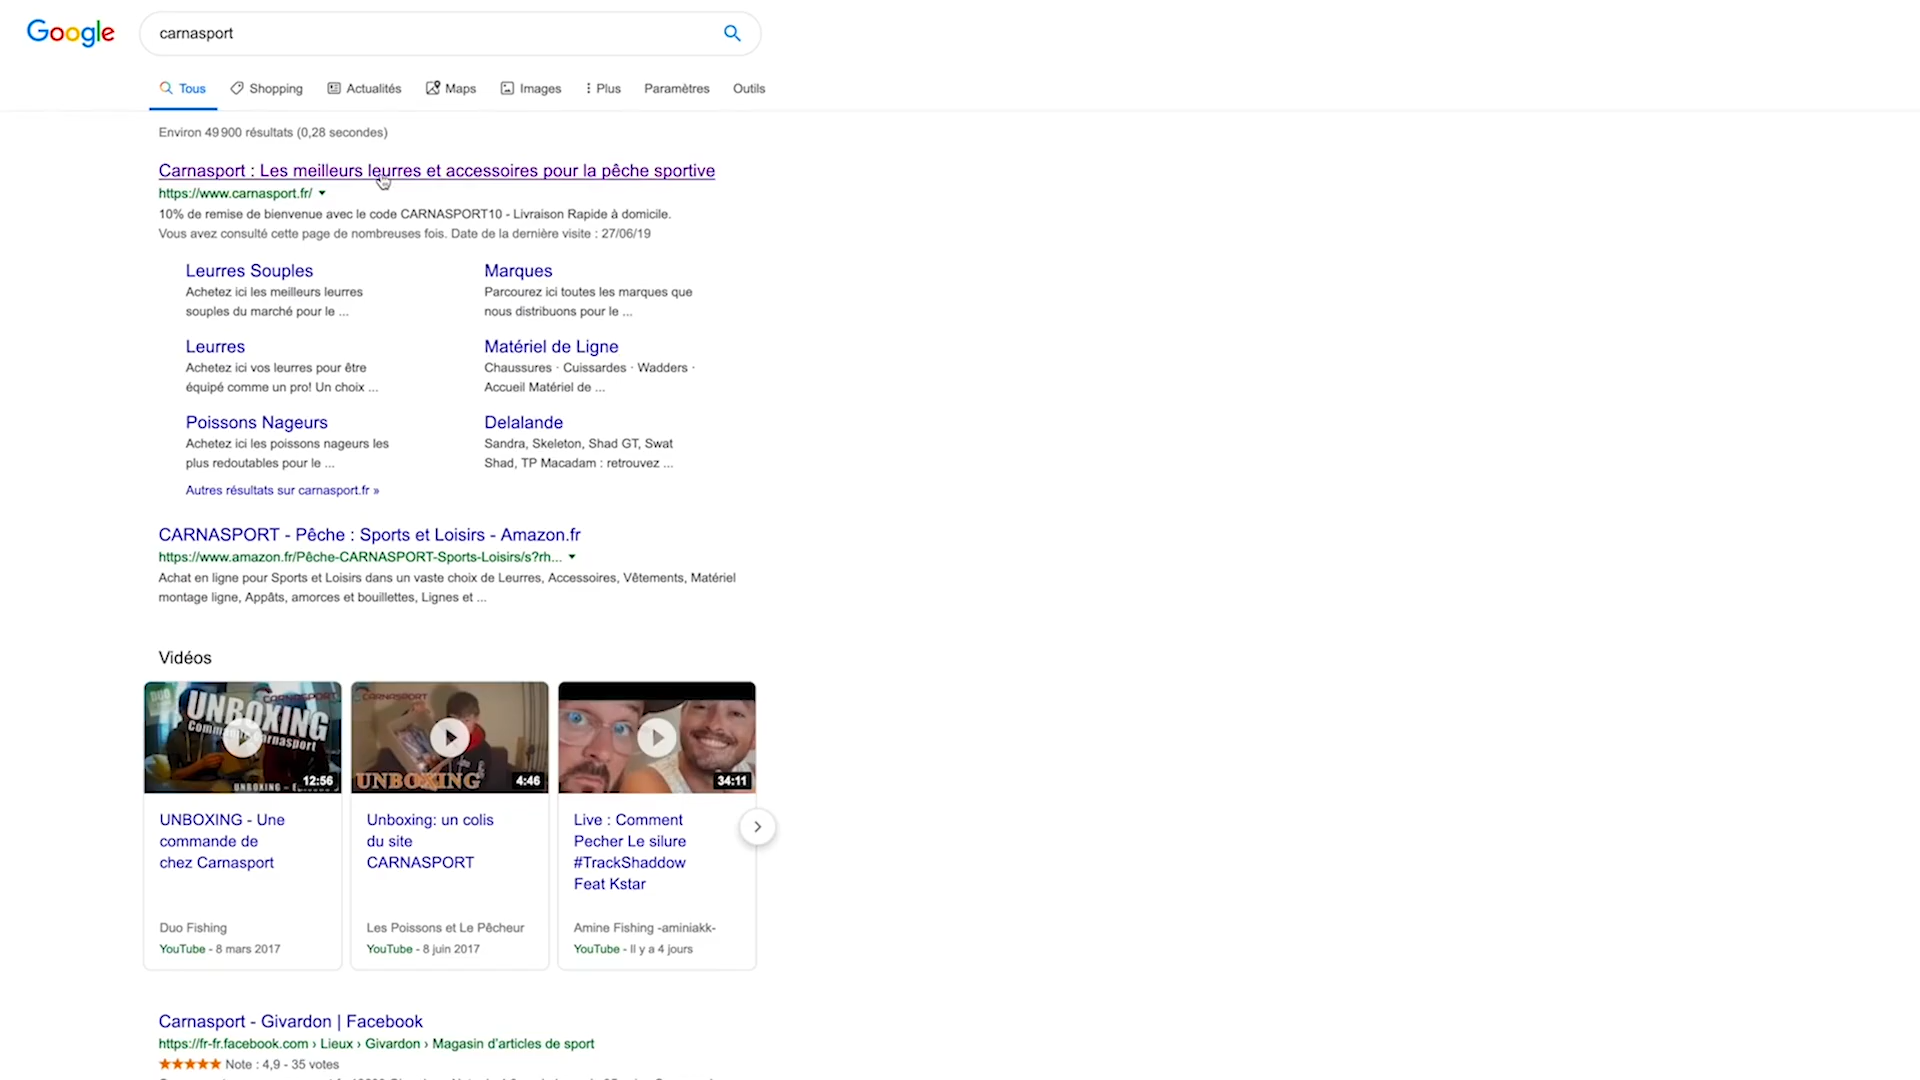 Google
carnasport
Tous Shopping Actualités Maps Images Plus Paramètres Outils
Environ 49 900 résultats (0,28 secondes)
Carnasport : Les meilleurs leurres et accessoires pour la pêche sportive
https://www.carnasport.fr/
10% de remise de bienvenue avec le code CARNASPORT10 - Livraison Rapide à domicile.
Vous avez consulté cette page de nombreuses fois. Date de la dernière visite : 27/06/19
Leurres Souples
Achetez ici les meilleurs leurres
souples du marché pour le ...
Marques
Parcourez ici toutes les marques que
nous distribuons pour le ...
Leurres
Achetez ici vos leurres pour être
équipé comme un pro! Un choix ...
Matériel de Ligne
Chaussures · Cuissardes · Wadders ·
Accueil Matériel de ...
Poissons Nageurs
Achetez ici les poissons nageurs les
plus redoutables pour le ...
Delalande
Sandra, Skeleton, Shad GT, Swat
Shad, TP Macadam : retrouvez ...
Autres résultats sur carnasport.fr »
CARNASPORT - Pêche : Sports et Loisirs - Amazon.fr
https://www.amazon.fr/Pêche-CARNASPORT-Sports-Loisirs/s?rh...
Achat en ligne pour Sports et Loisirs dans un vaste choix de Leurres, Accessoires, Vêtements, Matériel
montage ligne, Appâts, amorces et bouillettes, Lignes et ...
Vidéos
DUO
CARNASPORT
UNBOXING
Carnasport
12:56
UNBOXING - Une
commande de
chez Carnasport
Duo Fishing
YouTube - 8 mars 2017
CARNASPORT
UNBOXING
4:46
Unboxing: un colis
du site
CARNASPORT
Les Poissons et Le Pêcheur
YouTube - 8 juin 2017
34:11
Live : Comment
Pecher Le silure
#TrackShaddow
Feat Kstar
Amine Fishing -aminiakk-
YouTube - Il y a 4 jours
Carnasport - Givardon | Facebook
https://fr-fr.facebook.com › Lieux › Givardon › Magasin d'articles de sport
Note : 4,9 - 35 votes